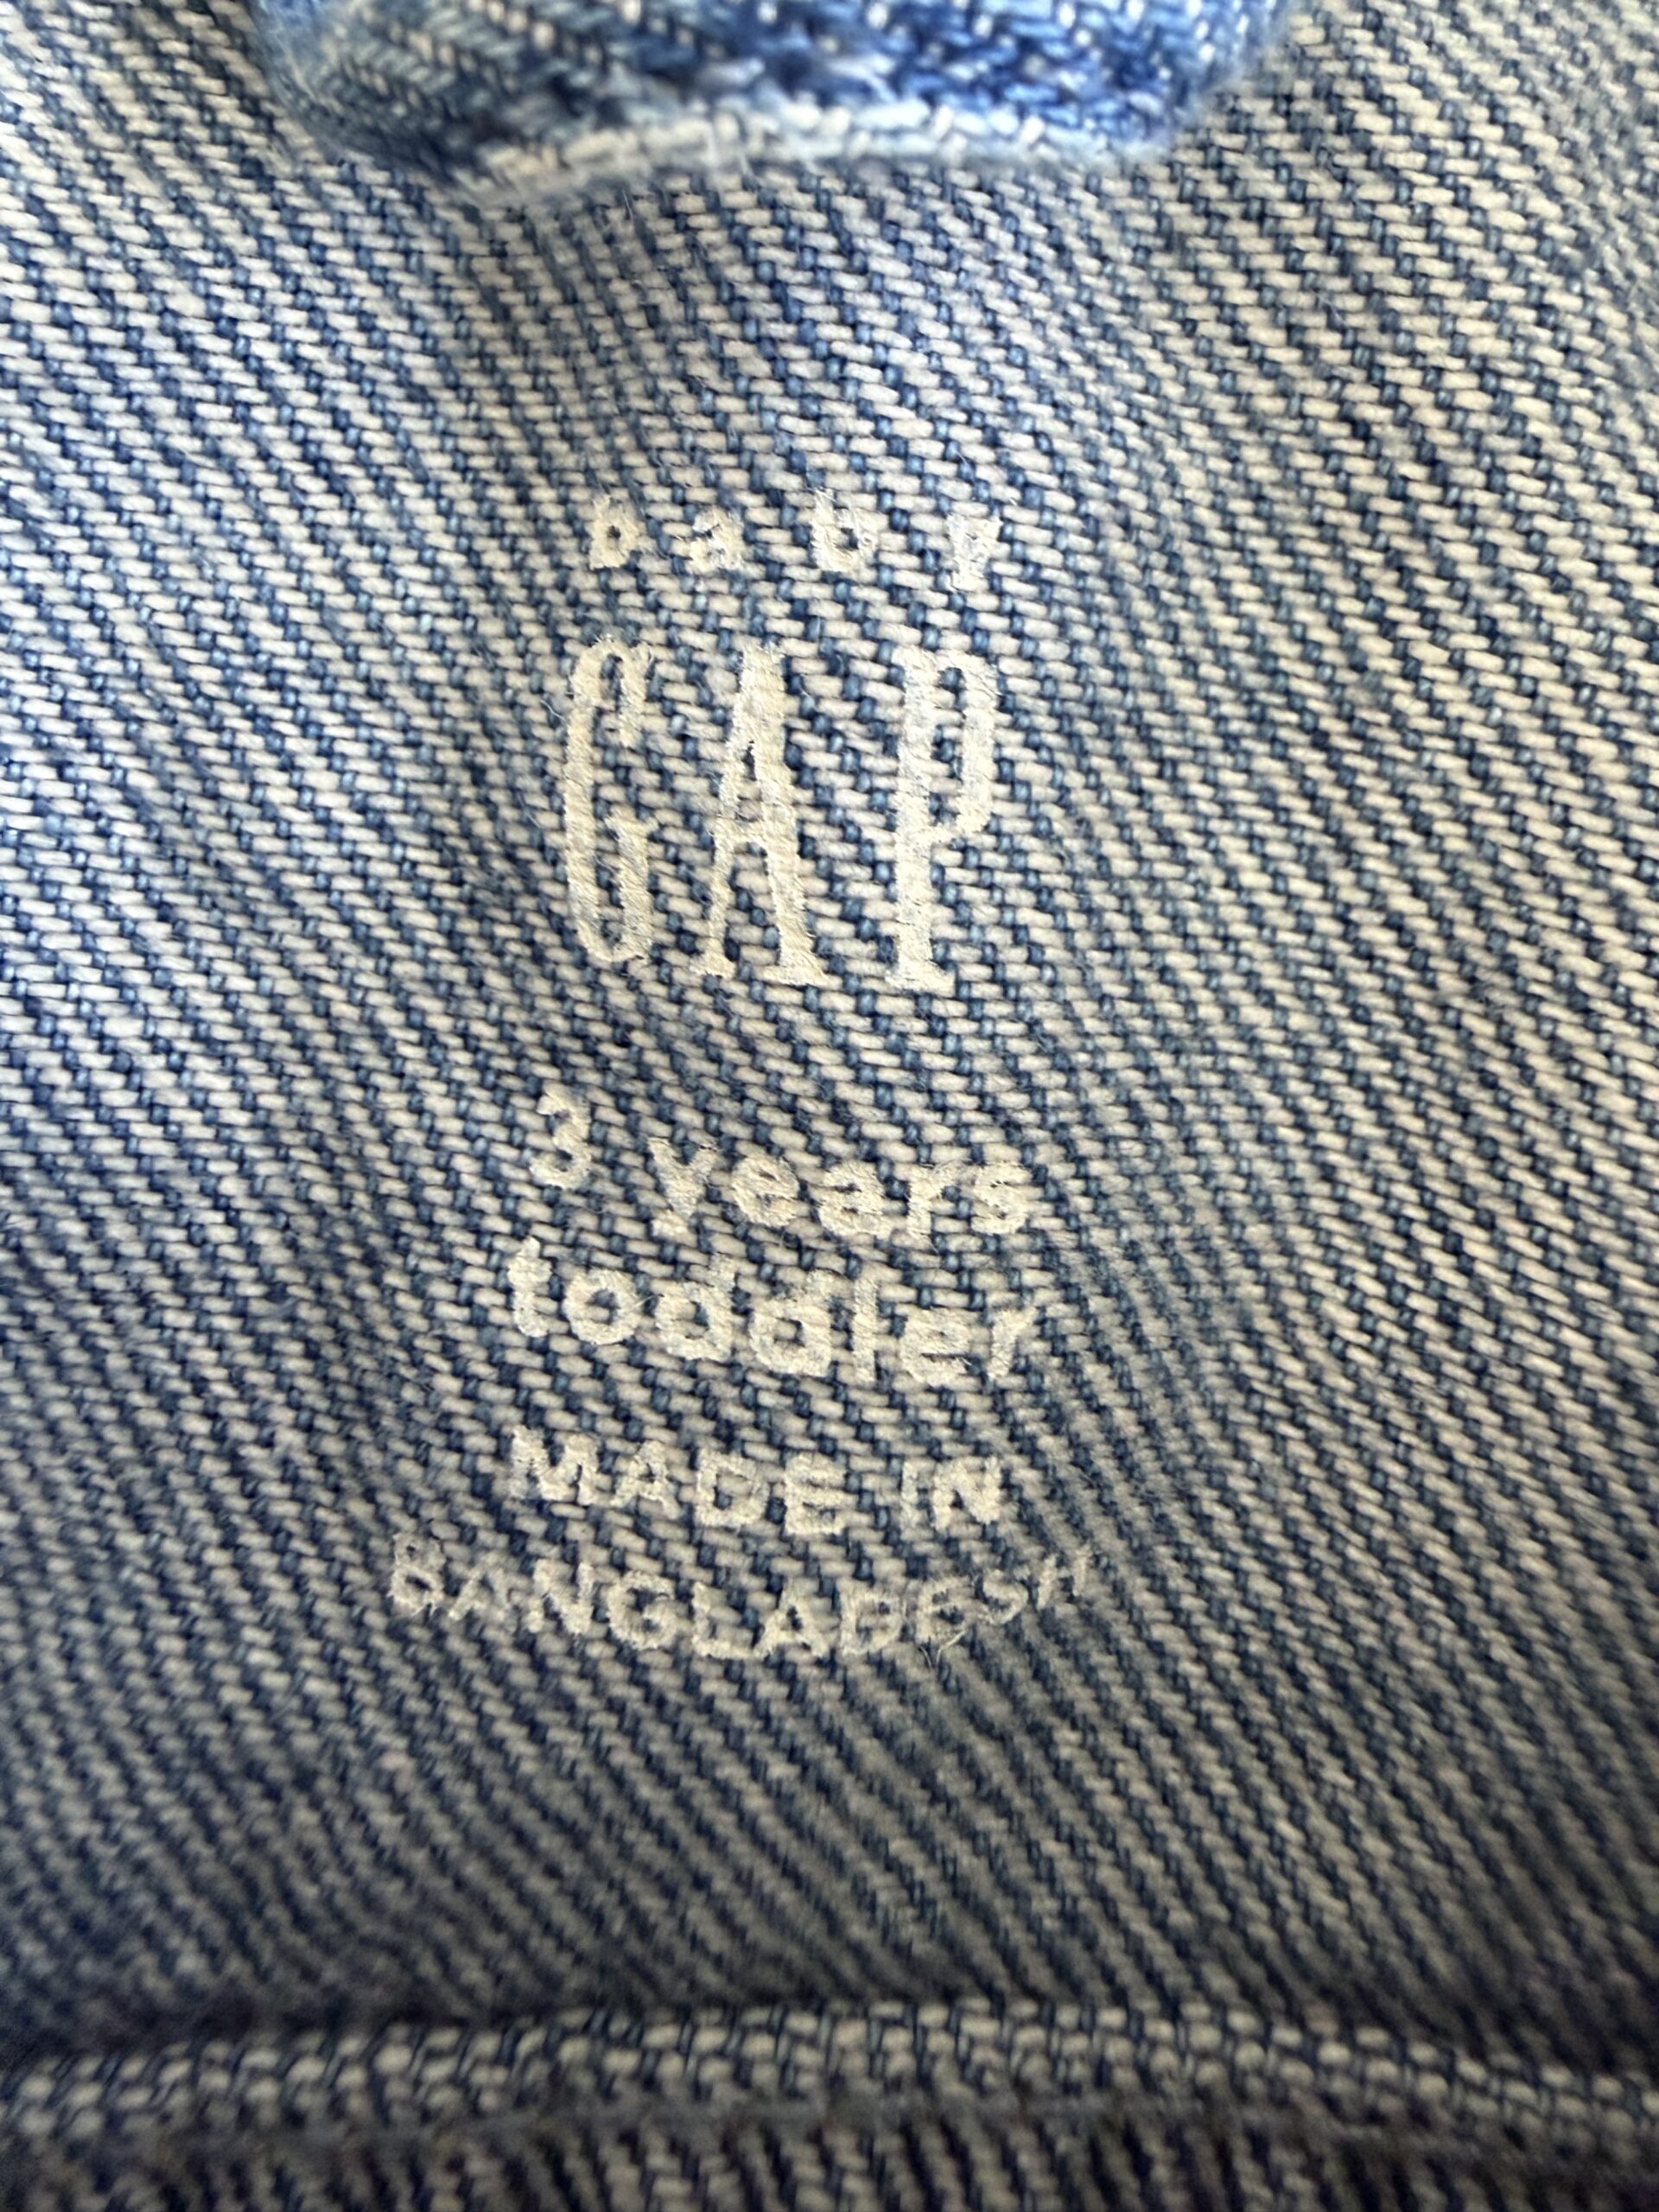 baby
GAP
3 years
toddler
MADE IN
BANGLADESH